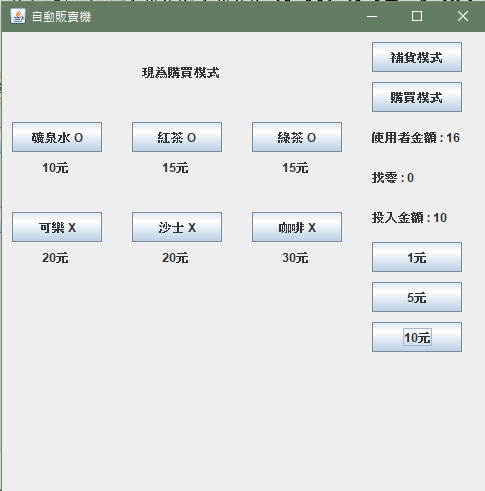 自動販賣機
補貨模式
現為購買模式
購買模式
礦泉水 O 紅茶 O 綠茶 O
使用者金額 : 16
10元 15元 15元
找零 : 0
投入金額 : 10
可樂 X 沙士 X 咖啡 X
20元 20元 30元
1元
5元
10元